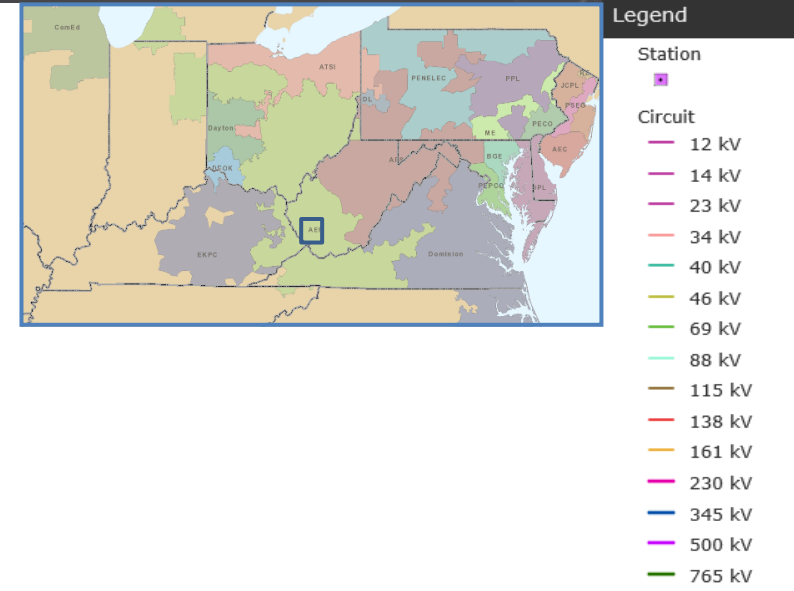 ComEd
ATSI
PENELEC
PPL
JCPL
PSEG
DL
Dayton
PECO
ME
AEC
BGE
DEOK
PEPCO
DPL
AEP
EKPC
Dominion
Legend
Station
Circuit
12 kV
14 kV
23 kV
34 kV
40 kV
46 kV
69 kV
88 kV
115 kV
138 kV
161 kV
230 kV
345 kV
500 kV
765 kV